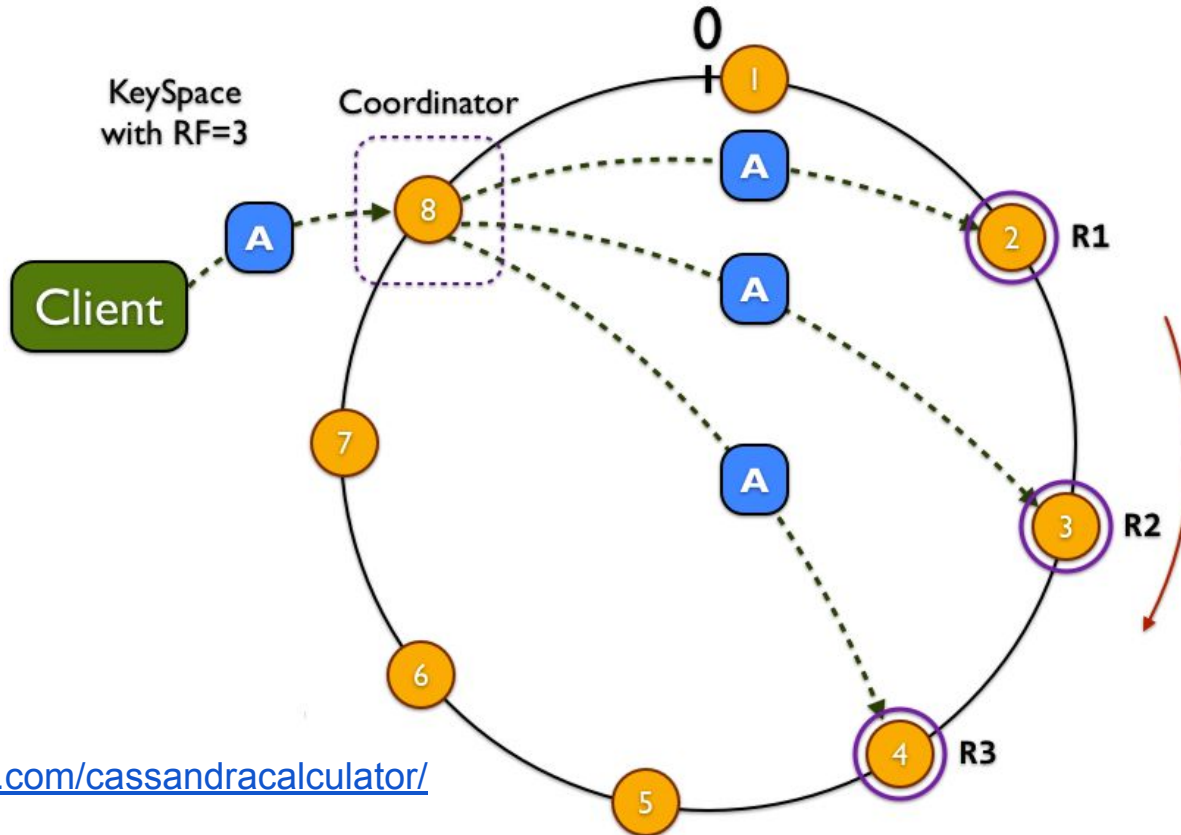 0
1
KeySpace
with RF=3
Coordinator
A
8
A
2
R1
A
Client
7
A
3
R2
6
4
R3
.com/cassandracalculator/
5